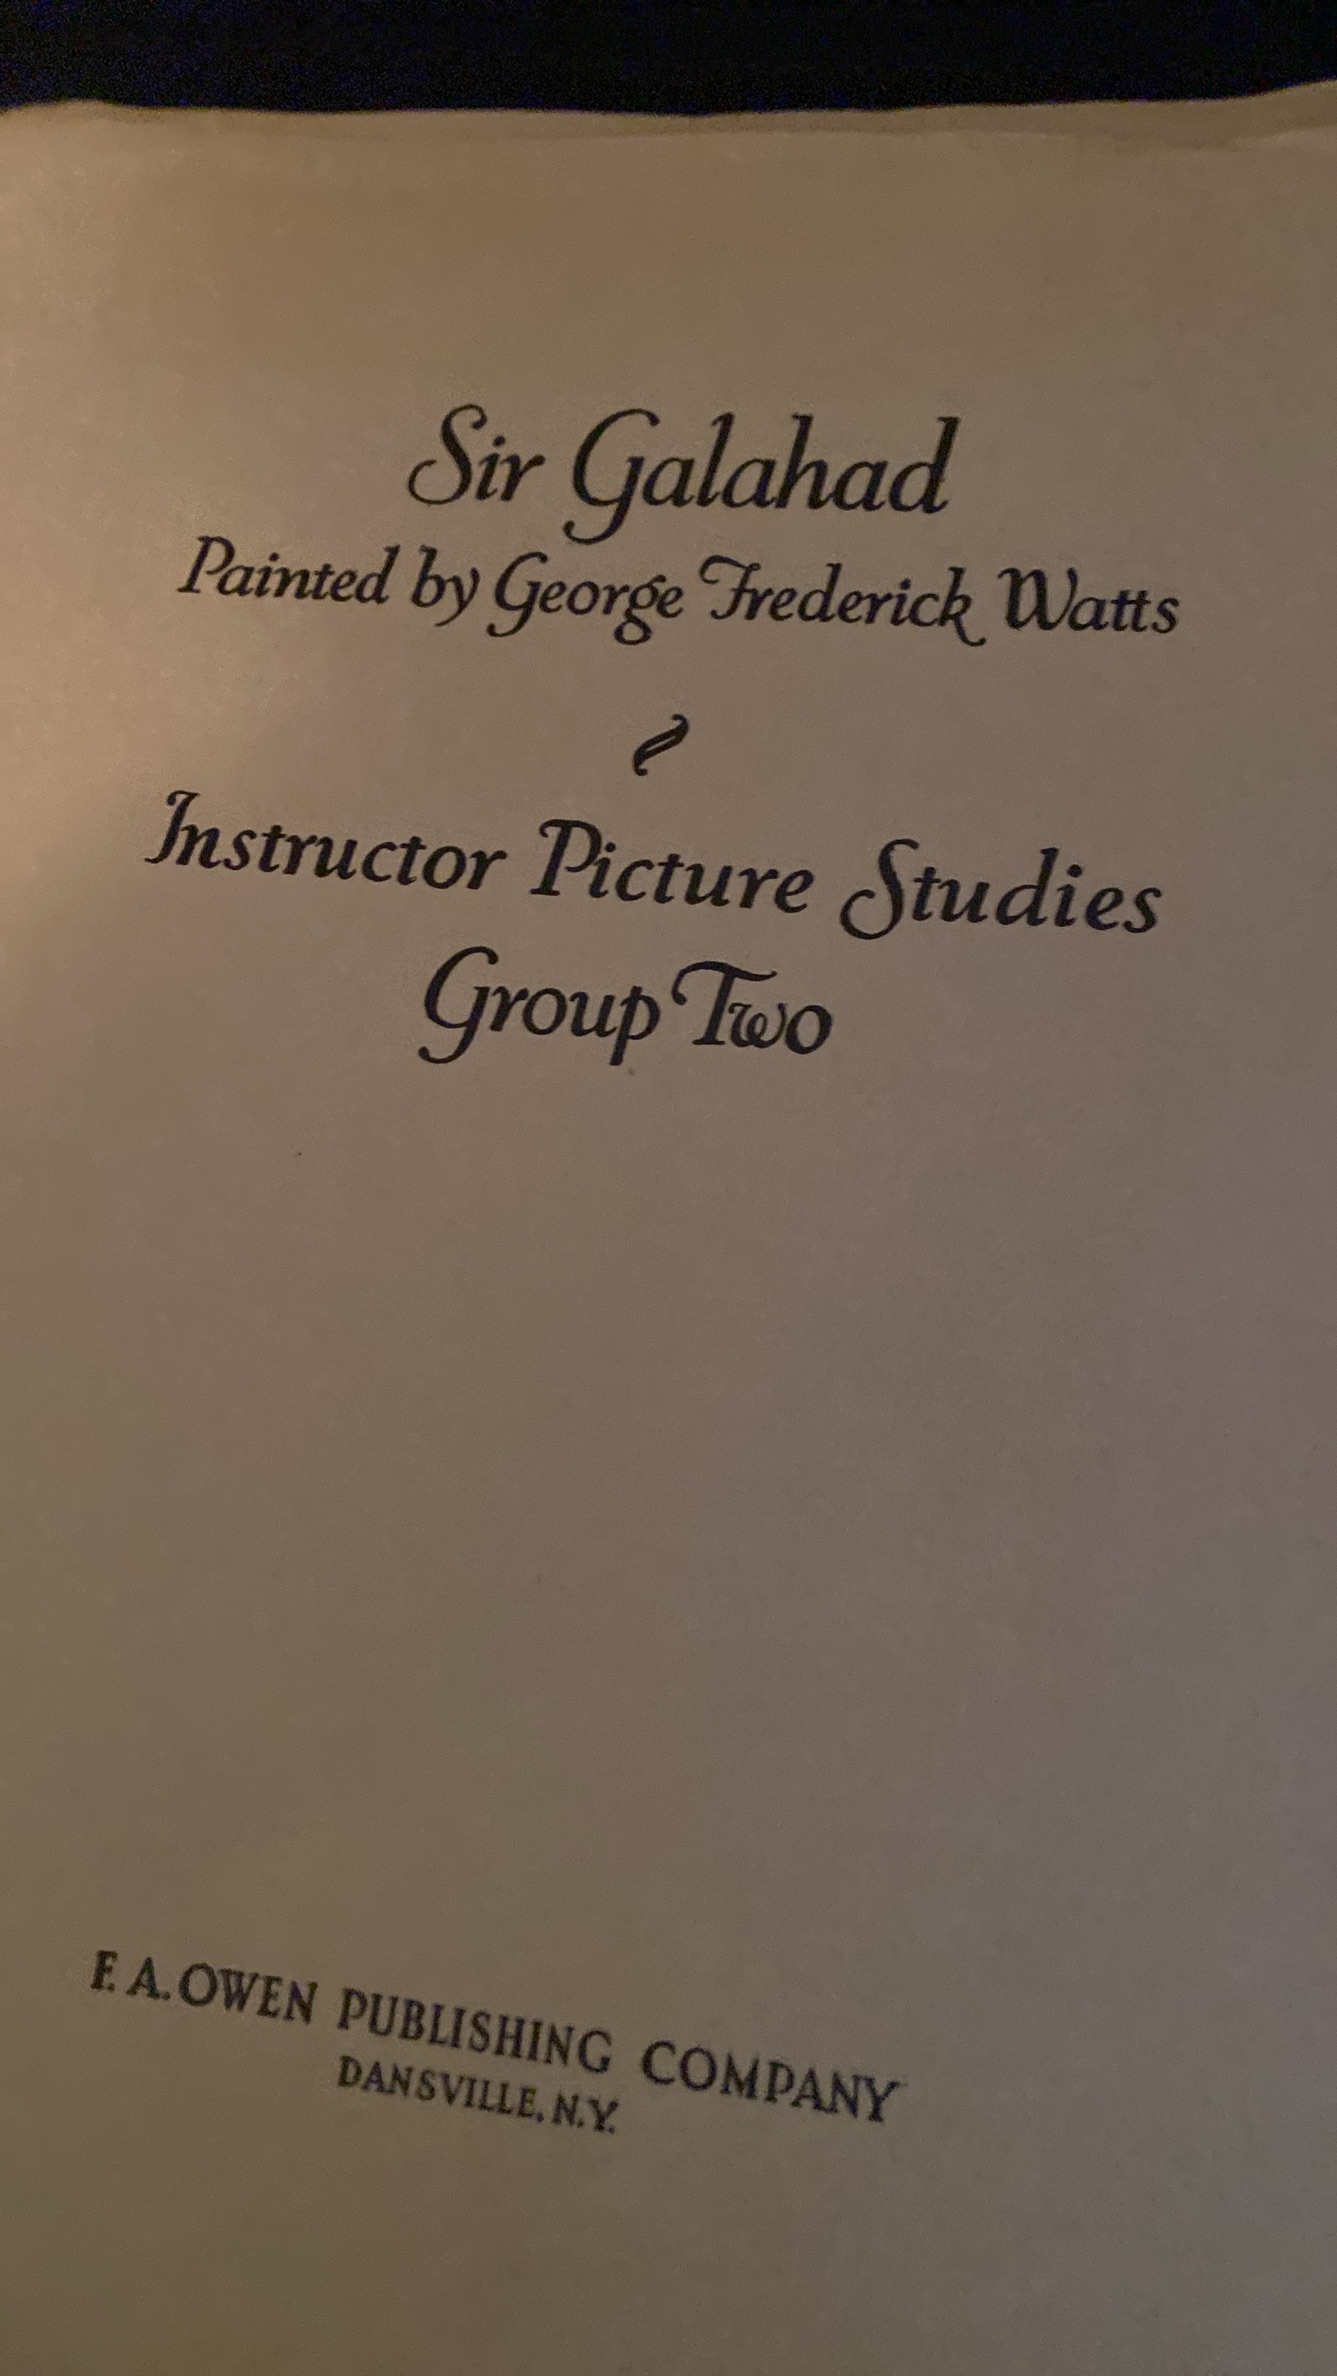 Sir Galahad
Painted by George Frederick Watts
Instructor Picture Studies
Group Two
F. A. OWEN PUBLISHING COMPANY
DANSVILLE, N.Y.